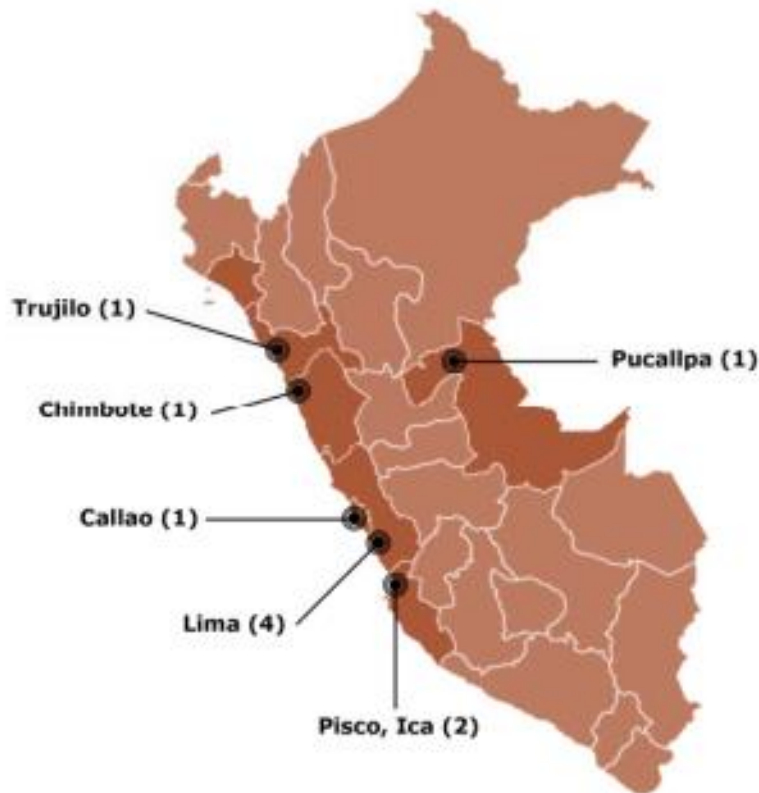 Trujilo (1)
Pucallpa (1)
Chimbote (1)
Callao (1)
Lima (4)
Pisco, Ica (2)